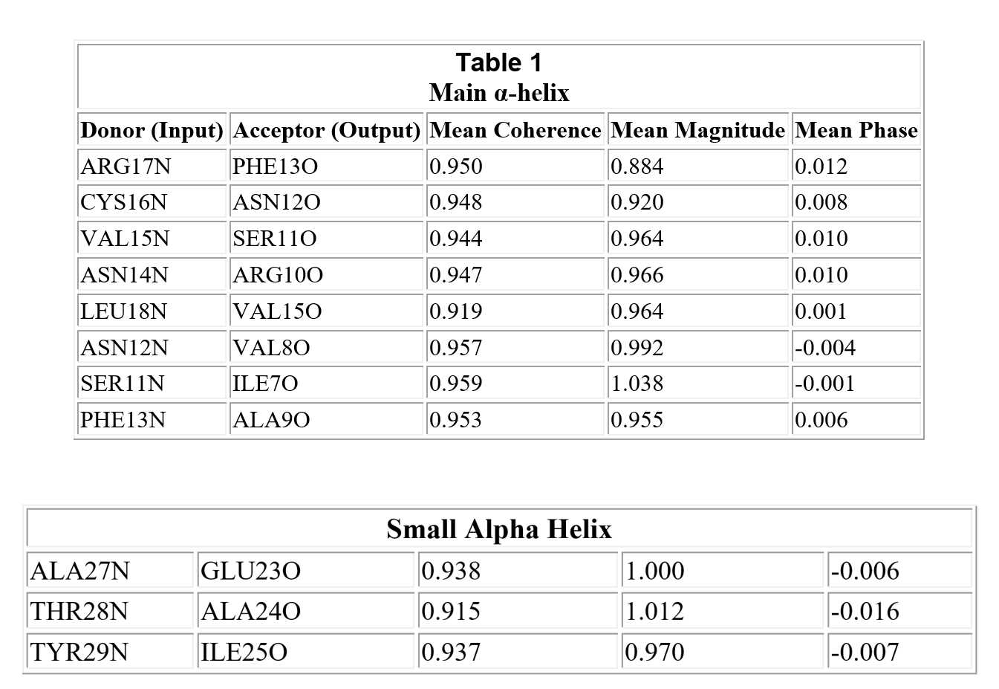 Table 1
Main α-helix
Donor (Input) Acceptor (Output) Mean Coherence Mean Magnitude Mean Phase
ARG17N PHE13O 0.950 0.884 0.012
CYS16N ASN12O 0.948 0.920 0.008
VAL15N SER11O 0.944 0.964 0.010
ASN14N ARG10O 0.947 0.966 0.010
LEU18N VAL15O 0.919 0.964 0.001
ASN12N VAL8O 0.957 0.992 -0.004
SER11N ILE7O 0.959 1.038 -0.001
PHE13N ALA9O 0.953 0.955 0.006
Small Alpha Helix
ALA27N GLU23O 0.938 1.000 -0.006
THR28N ALA24O 0.915 1.012 -0.016
TYR29N ILE25O 0.937 0.970 -0.007